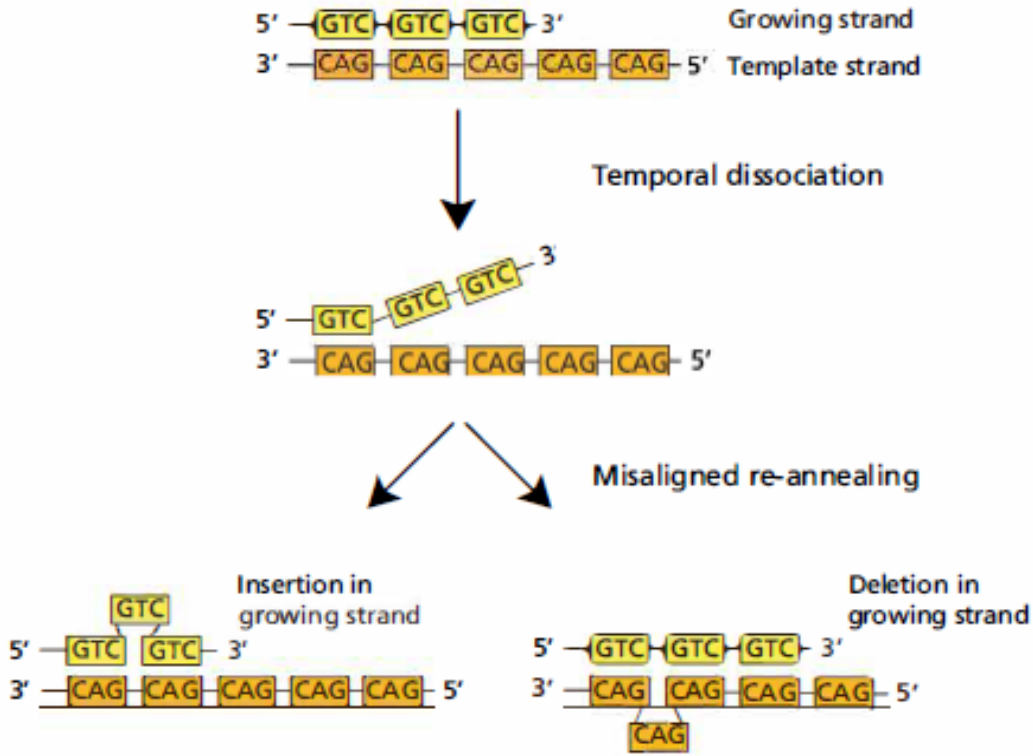 5’ GTC GTC GTC 3’ Growing strand
3’ CAG CAG CAG CAG CAG 5’ Template strand
Temporal dissociation
GTC GTC 3’
5’ GTC
3’ CAG CAG CAG CAG CAG 5’
Misaligned re-annealing
Insertion in
growing strand
GTC
5’ GTC GTC 3’
3’ CAG CAG CAG CAG CAG 5’
Deletion in
growing strand
5’ GTC GTC GTC 3’
3’ CAG CAG CAG CAG 5’
CAG